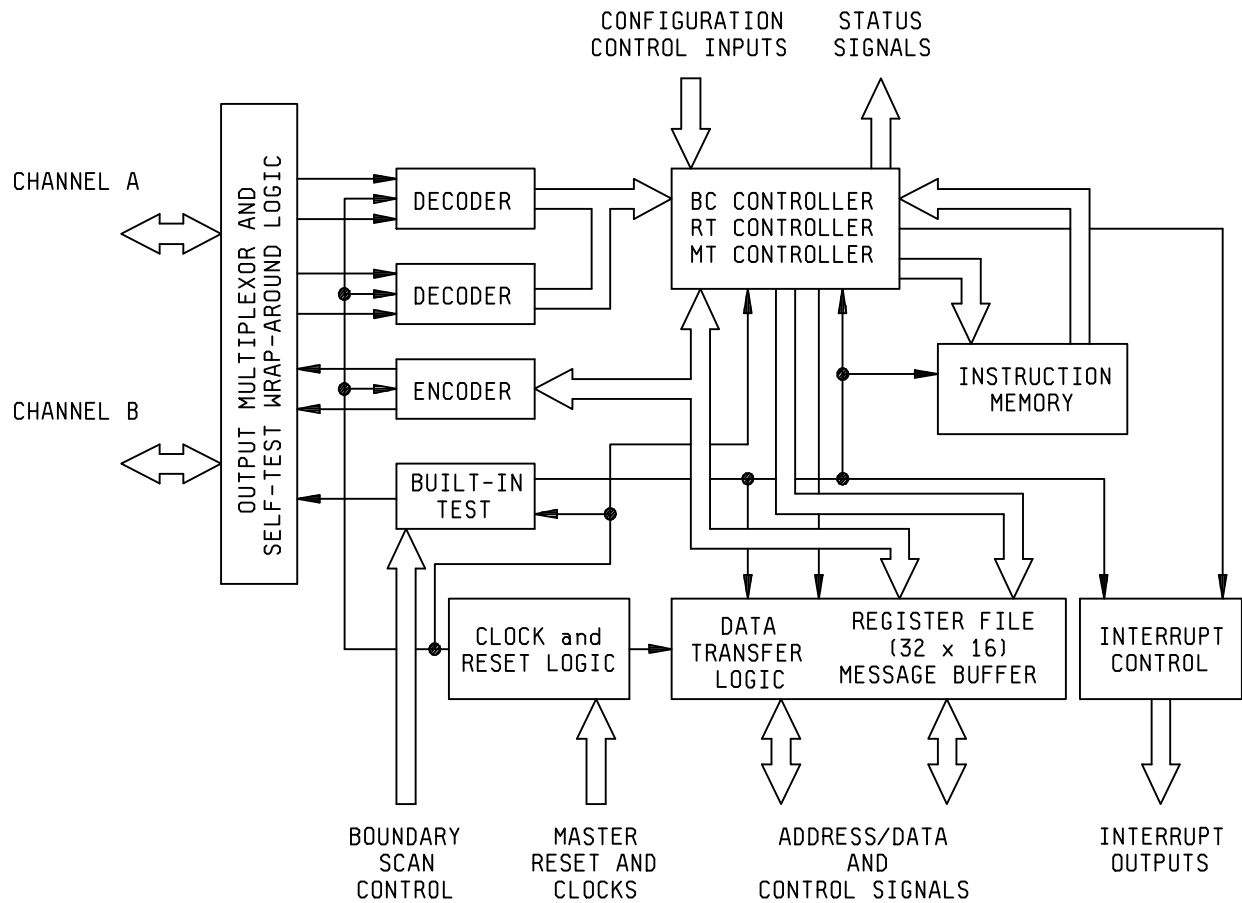 CONFIGURATION
CONTROL INPUTS
STATUS
SIGNALS
CHANNEL A
CHANNEL B
OUTPUT MULTIPLEXOR AND
SELF-TEST WRAP-AROUND LOGIC
DECODER
DECODER
ENCODER
BUILT-IN
TEST
BC CONTROLLER
RT CONTROLLER
MT CONTROLLER
INSTRUCTION
MEMORY
CLOCK and
RESET LOGIC
DATA
TRANSFER
LOGIC
REGISTER FILE
(32 x 16)
MESSAGE BUFFER
INTERRUPT
CONTROL
BOUNDARY
SCAN
CONTROL
MASTER
RESET AND
CLOCKS
ADDRESS/DATA
AND
CONTROL SIGNALS
INTERRUPT
OUTPUTS